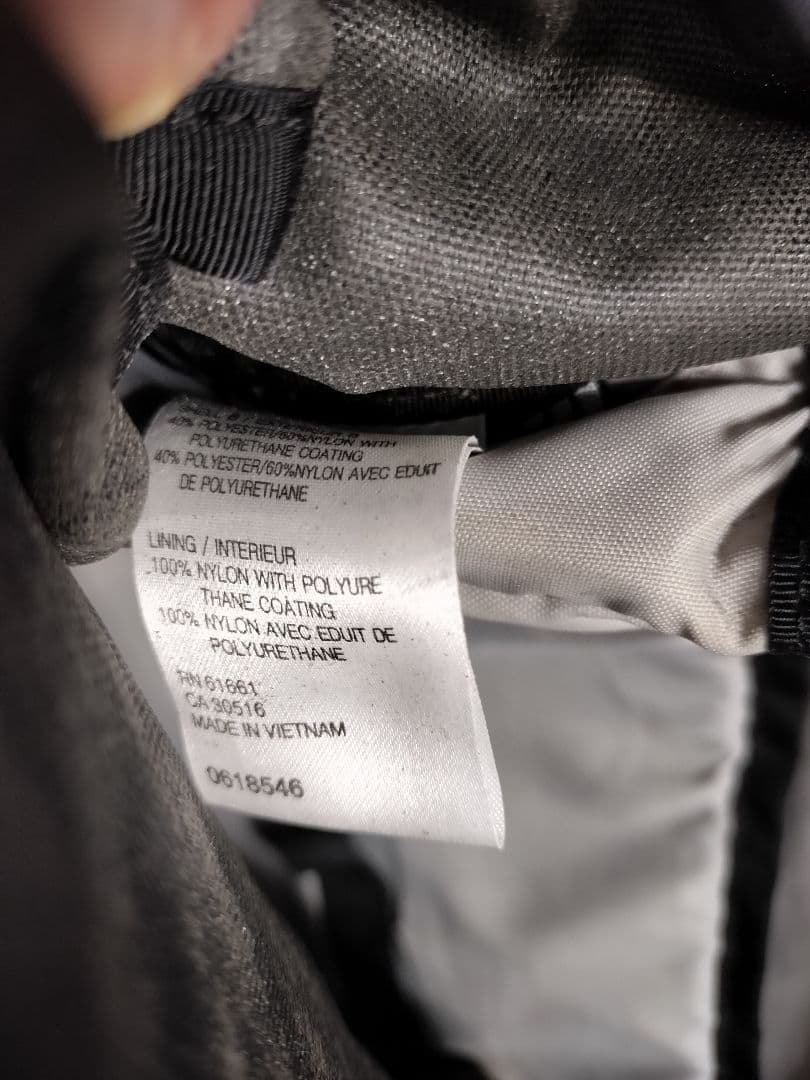 SHELL &
40% POLYESTER/60%NYLON WITH
POLYURETHANE COATING
40% POLYESTER/60%NYLON AVEC EDUIT
DE POLYURETHANE
LINING / INTERIEUR
100% NYLON WITH POLYURE
THANE COATING
100% NYLON AVEC EDUIT DE
POLYURETHANE
RN 61661
CA 30516
MADE IN VIETNAM
0618546